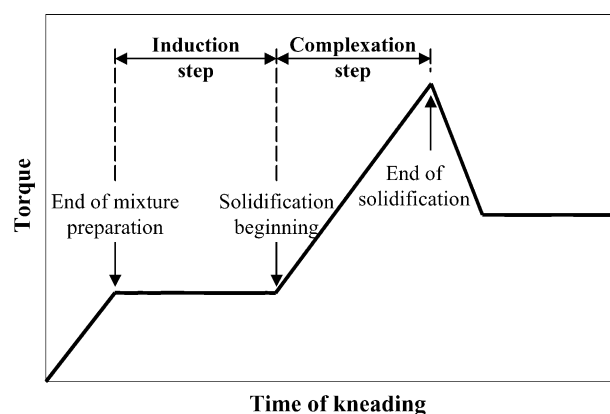 Induction
step
Complexation
step
End of mixture
preparation
Solidification
beginning
End of
solidification
Torque
Time of kneading